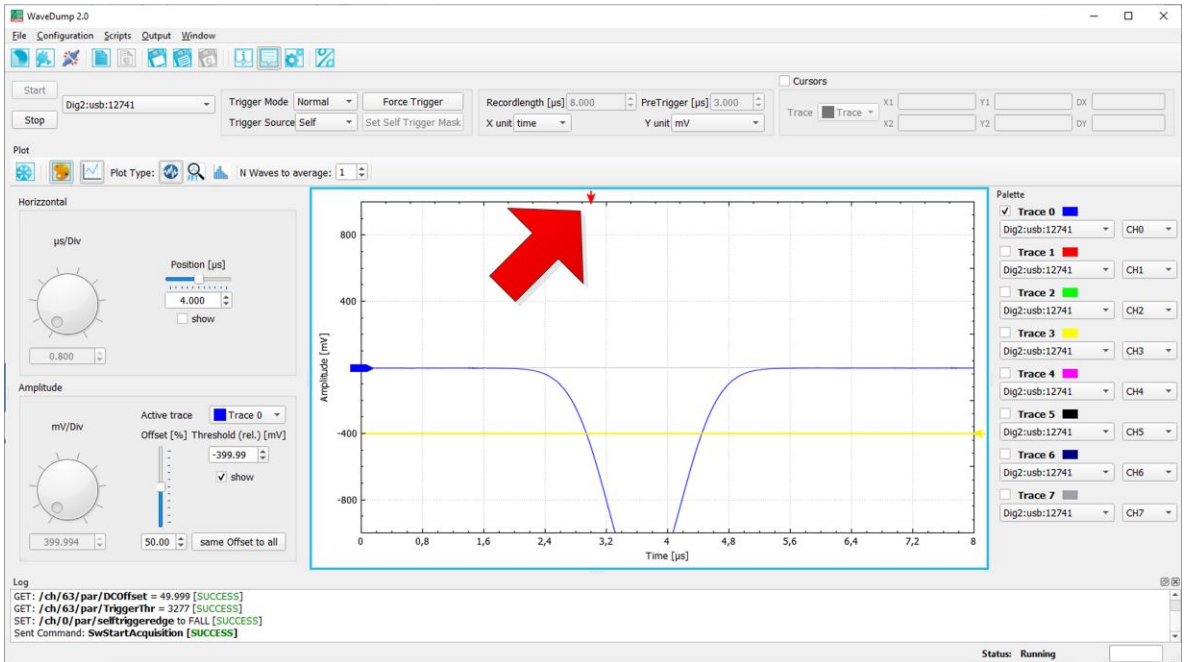 WaveDump 2.0
File Configuration Scripts Output Window
Start
Stop
Dig2:usb:12741
Trigger Mode Normal Force Trigger
Trigger Source Self Set Self Trigger Mask
Recordlength [µs] 8.000 PreTrigger [µs] 3.000
X unit time Y unit mV
Cursors
Trace Trace
X1 Y1 DX
X2 Y2 DY
Plot
Plot Type: N Waves to average: 1
Horizzontal
µs/Div
Position [µs]
4.000
show
0.800
Amplitude
mV/Div
Active trace Trace 0
Offset [%] Threshold (rel.) [mV]
-399.99
show
399.994
50.00 same Offset to all
Amplitude [mV]
800
400
0
-400
-800
0 0,8 1,6 2,4 3,2 4 4,8 5,6 6,4 7,2 8
Time [µs]
Palette
Trace 0
Dig2:usb:12741 CH0
Trace 1
Dig2:usb:12741 CH1
Trace 2
Dig2:usb:12741 CH2
Trace 3
Dig2:usb:12741 CH3
Trace 4
Dig2:usb:12741 CH4
Trace 5
Dig2:usb:12741 CH5
Trace 6
Dig2:usb:12741 CH6
Trace 7
Dig2:usb:12741 CH7
Log
GET: /ch/63/par/DCOffset = 49.999 [SUCCESS]
GET: /ch/63/par/TriggerThr = 3277 [SUCCESS]
SET: /ch/0/par/selftriggeredge to FALL [SUCCESS]
Sent Command: SwStartAcquisition [SUCCESS]
Status: Running